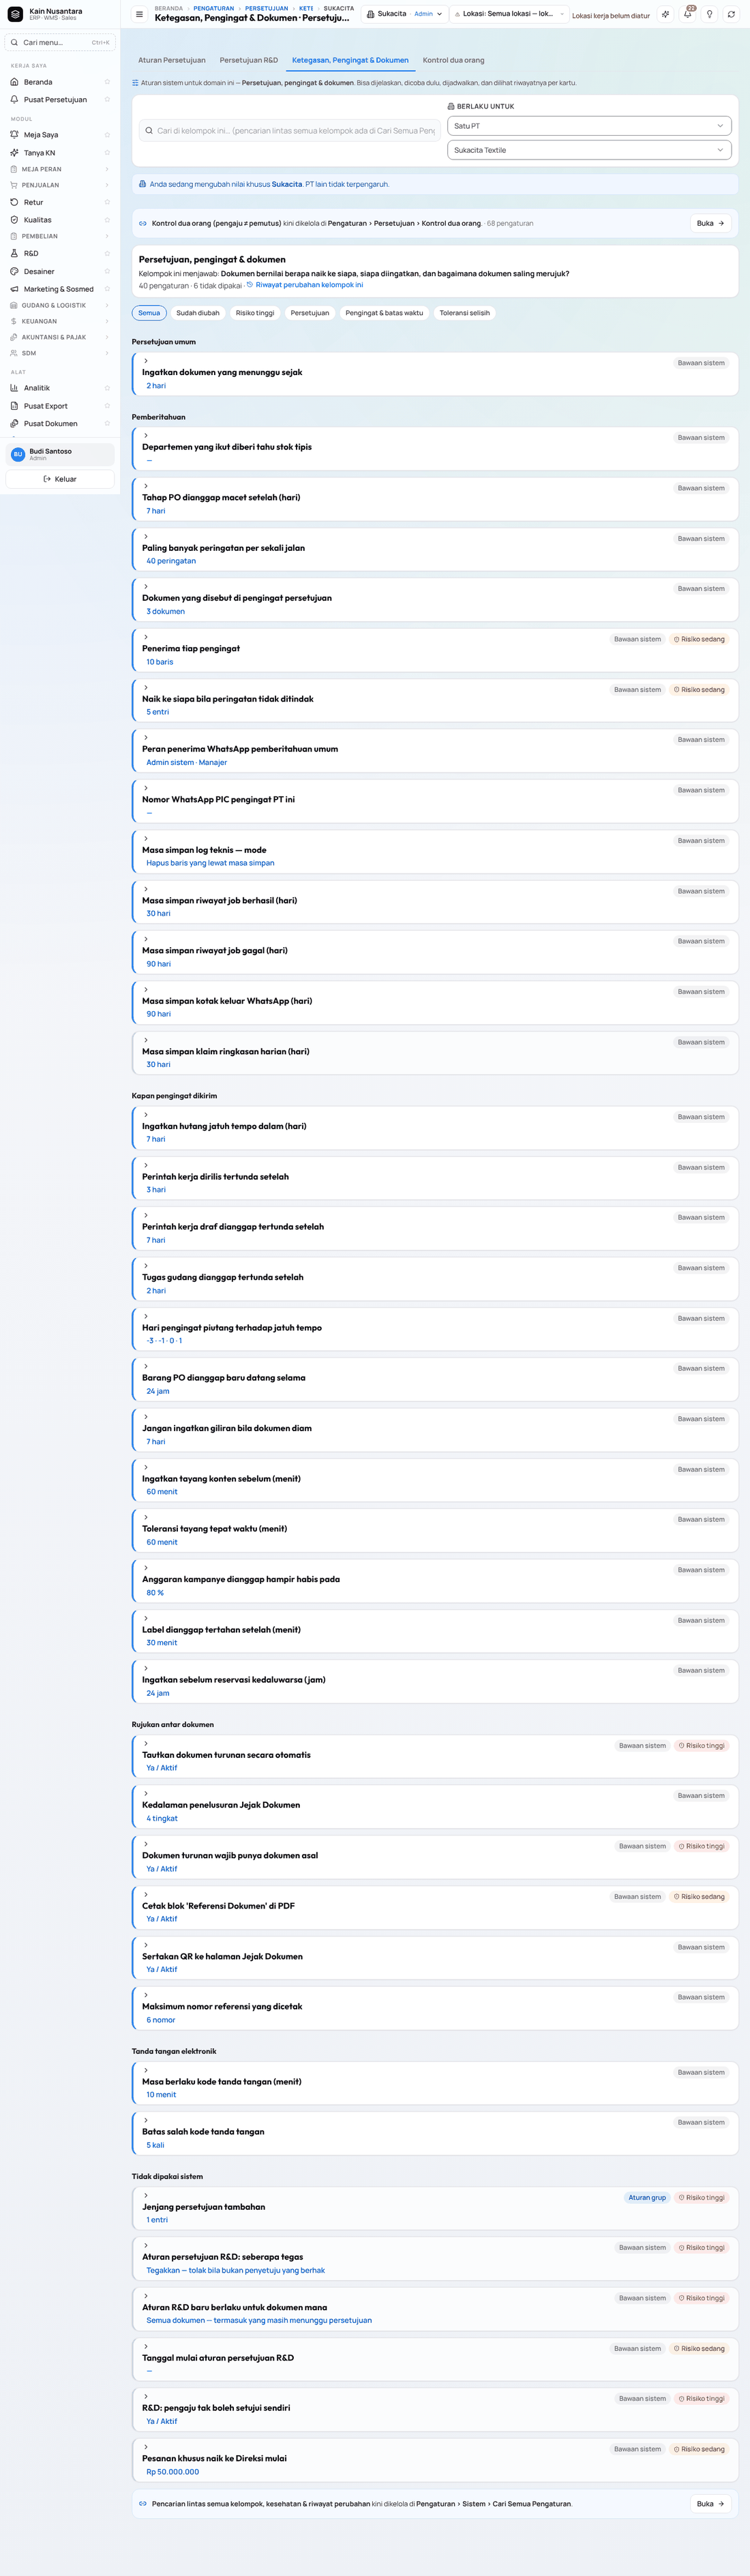 Kain Nusantara
ERP · WMS · Sales
BERANDA > PENGATURAN > PERSETUJUAN > KETE > SUKACITA
Ketegasan, Pengingat & Dokumen · Persetuju...
Sukacita · Admin
Lokasi: Semua lokasi — lok...
Lokasi kerja belum diatur
22
Cari menu...
Ctrl+K
KERJA SAYA
Beranda
Pusat Persetujuan
MODUL
Meja Saya
Tanya KN
MEJA PERAN
PENJUALAN
Retur
Kualitas
PEMBELIAN
R&D
Desainer
Marketing & Sosmed
GUDANG & LOGISTIK
KEUANGAN
AKUNTANSI & PAJAK
SDM
ALAT
Analitik
Pusat Export
Pusat Dokumen
BU
Budi Santoso
Admin
Keluar
Aturan Persetujuan
Persetujuan R&D
Ketegasan, Pengingat & Dokumen
Kontrol dua orang
Aturan sistem untuk domain ini — Persetujuan, pengingat & dokumen. Bisa dijelaskan, dicoba dulu, dijadwalkan, dan dilihat riwayatnya per kartu.
Cari di kelompok ini... (pencarian lintas semua kelompok ada di Cari Semua Peng
BERLAKU UNTUK
Satu PT
Sukacita Textile
Anda sedang mengubah nilai khusus Sukacita. PT lain tidak terpengaruh.
Kontrol dua orang (pengaju ≠ pemutus) kini dikelola di Pengaturan › Persetujuan › Kontrol dua orang. · 68 pengaturan
Buka →
Persetujuan, pengingat & dokumen
Kelompok ini menjawab: Dokumen bernilai berapa naik ke siapa, siapa diingatkan, dan bagaimana dokumen saling merujuk?
40 pengaturan · 6 tidak dipakai · Riwayat perubahan kelompok ini
Semua
Sudah diubah
Risiko tinggi
Persetujuan
Pengingat & batas waktu
Toleransi selisih
Persetujuan umum
Bawaan sistem
Ingatkan dokumen yang menunggu sejak
2 hari
Pemberitahuan
Bawaan sistem
Departemen yang ikut diberi tahu stok tipis
—
Bawaan sistem
Tahap PO dianggap macet setelah (hari)
7 hari
Bawaan sistem
Paling banyak peringatan per sekali jalan
40 peringatan
Bawaan sistem
Dokumen yang disebut di pengingat persetujuan
3 dokumen
Bawaan sistem
Risiko sedang
Penerima tiap pengingat
10 baris
Bawaan sistem
Risiko sedang
Naik ke siapa bila peringatan tidak ditindak
5 entri
Bawaan sistem
Peran penerima WhatsApp pemberitahuan umum
Admin sistem · Manajer
Bawaan sistem
Nomor WhatsApp PIC pengingat PT ini
—
Bawaan sistem
Masa simpan log teknis — mode
Hapus baris yang lewat masa simpan
Bawaan sistem
Masa simpan riwayat job berhasil (hari)
30 hari
Bawaan sistem
Masa simpan riwayat job gagal (hari)
90 hari
Bawaan sistem
Masa simpan kotak keluar WhatsApp (hari)
90 hari
Bawaan sistem
Masa simpan klaim ringkasan harian (hari)
30 hari
Kapan pengingat dikirim
Bawaan sistem
Ingatkan hutang jatuh tempo dalam (hari)
7 hari
Bawaan sistem
Perintah kerja dirilis tertunda setelah
3 hari
Bawaan sistem
Perintah kerja draf dianggap tertunda setelah
7 hari
Bawaan sistem
Tugas gudang dianggap tertunda setelah
2 hari
Bawaan sistem
Hari pengingat piutang terhadap jatuh tempo
-3 · -1 · 0 · 1
Bawaan sistem
Barang PO dianggap baru datang selama
24 jam
Bawaan sistem
Jangan ingatkan giliran bila dokumen diam
7 hari
Bawaan sistem
Ingatkan tayang konten sebelum (menit)
60 menit
Bawaan sistem
Toleransi tayang tepat waktu (menit)
60 menit
Bawaan sistem
Anggaran kampanye dianggap hampir habis pada
80 %
Bawaan sistem
Label dianggap tertahan setelah (menit)
30 menit
Bawaan sistem
Ingatkan sebelum reservasi kedaluwarsa (jam)
24 jam
Rujukan antar dokumen
Bawaan sistem
Risiko tinggi
Tautkan dokumen turunan secara otomatis
Ya / Aktif
Bawaan sistem
Kedalaman penelusuran Jejak Dokumen
4 tingkat
Bawaan sistem
Risiko tinggi
Dokumen turunan wajib punya dokumen asal
Ya / Aktif
Bawaan sistem
Risiko sedang
Cetak blok 'Referensi Dokumen' di PDF
Ya / Aktif
Bawaan sistem
Sertakan QR ke halaman Jejak Dokumen
Ya / Aktif
Bawaan sistem
Maksimum nomor referensi yang dicetak
6 nomor
Tanda tangan elektronik
Bawaan sistem
Masa berlaku kode tanda tangan (menit)
10 menit
Bawaan sistem
Batas salah kode tanda tangan
5 kali
Tidak dipakai sistem
Aturan grup
Risiko tinggi
Jenjang persetujuan tambahan
1 entri
Bawaan sistem
Risiko tinggi
Aturan persetujuan R&D: seberapa tegas
Tegakkan — tolak bila bukan penyetuju yang berhak
Bawaan sistem
Risiko tinggi
Aturan R&D baru berlaku untuk dokumen mana
Semua dokumen — termasuk yang masih menunggu persetujuan
Bawaan sistem
Risiko sedang
Tanggal mulai aturan persetujuan R&D
—
Bawaan sistem
Risiko tinggi
R&D: pengaju tak boleh setujui sendiri
Ya / Aktif
Bawaan sistem
Risiko sedang
Pesanan khusus naik ke Direksi mulai
Rp 50.000.000
Pencarian lintas semua kelompok, kesehatan & riwayat perubahan kini dikelola di Pengaturan › Sistem › Cari Semua Pengaturan.
Buka →